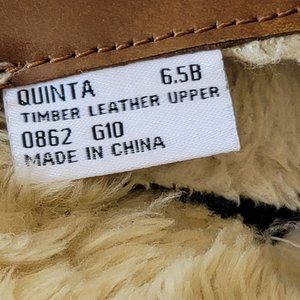 QUINTA 6.5B
TIMBER LEATHER UPPER
0862 G10
MADE IN CHINA